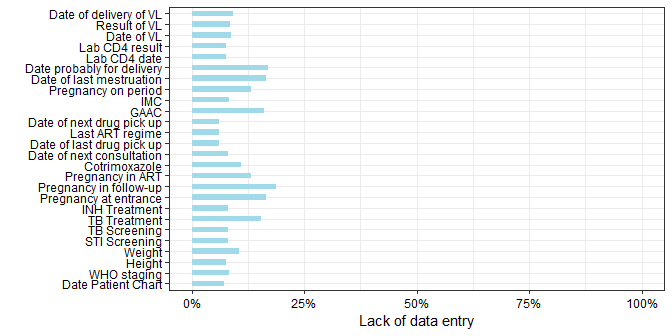 Date of delivery of VL
Result of VL
Date of VL
Lab CD4 result
Lab CD4 date
Date probably for delivery
Date of last mestruation
Pregnancy on period
IMC
GAAC
Date of next drug pick up
Last ART regime
Date of last drug pick up
Date of next consultation
Cotrimoxazole
Pregnancy in ART
Pregnancy in follow-up
Pregnancy at entrance
INH Treatment
TB Treatment
TB Screening
STI Screening
Weight
Height
WHO staging
Date Patient Chart
0% 25% 50% 75% 100%
Lack of data entry